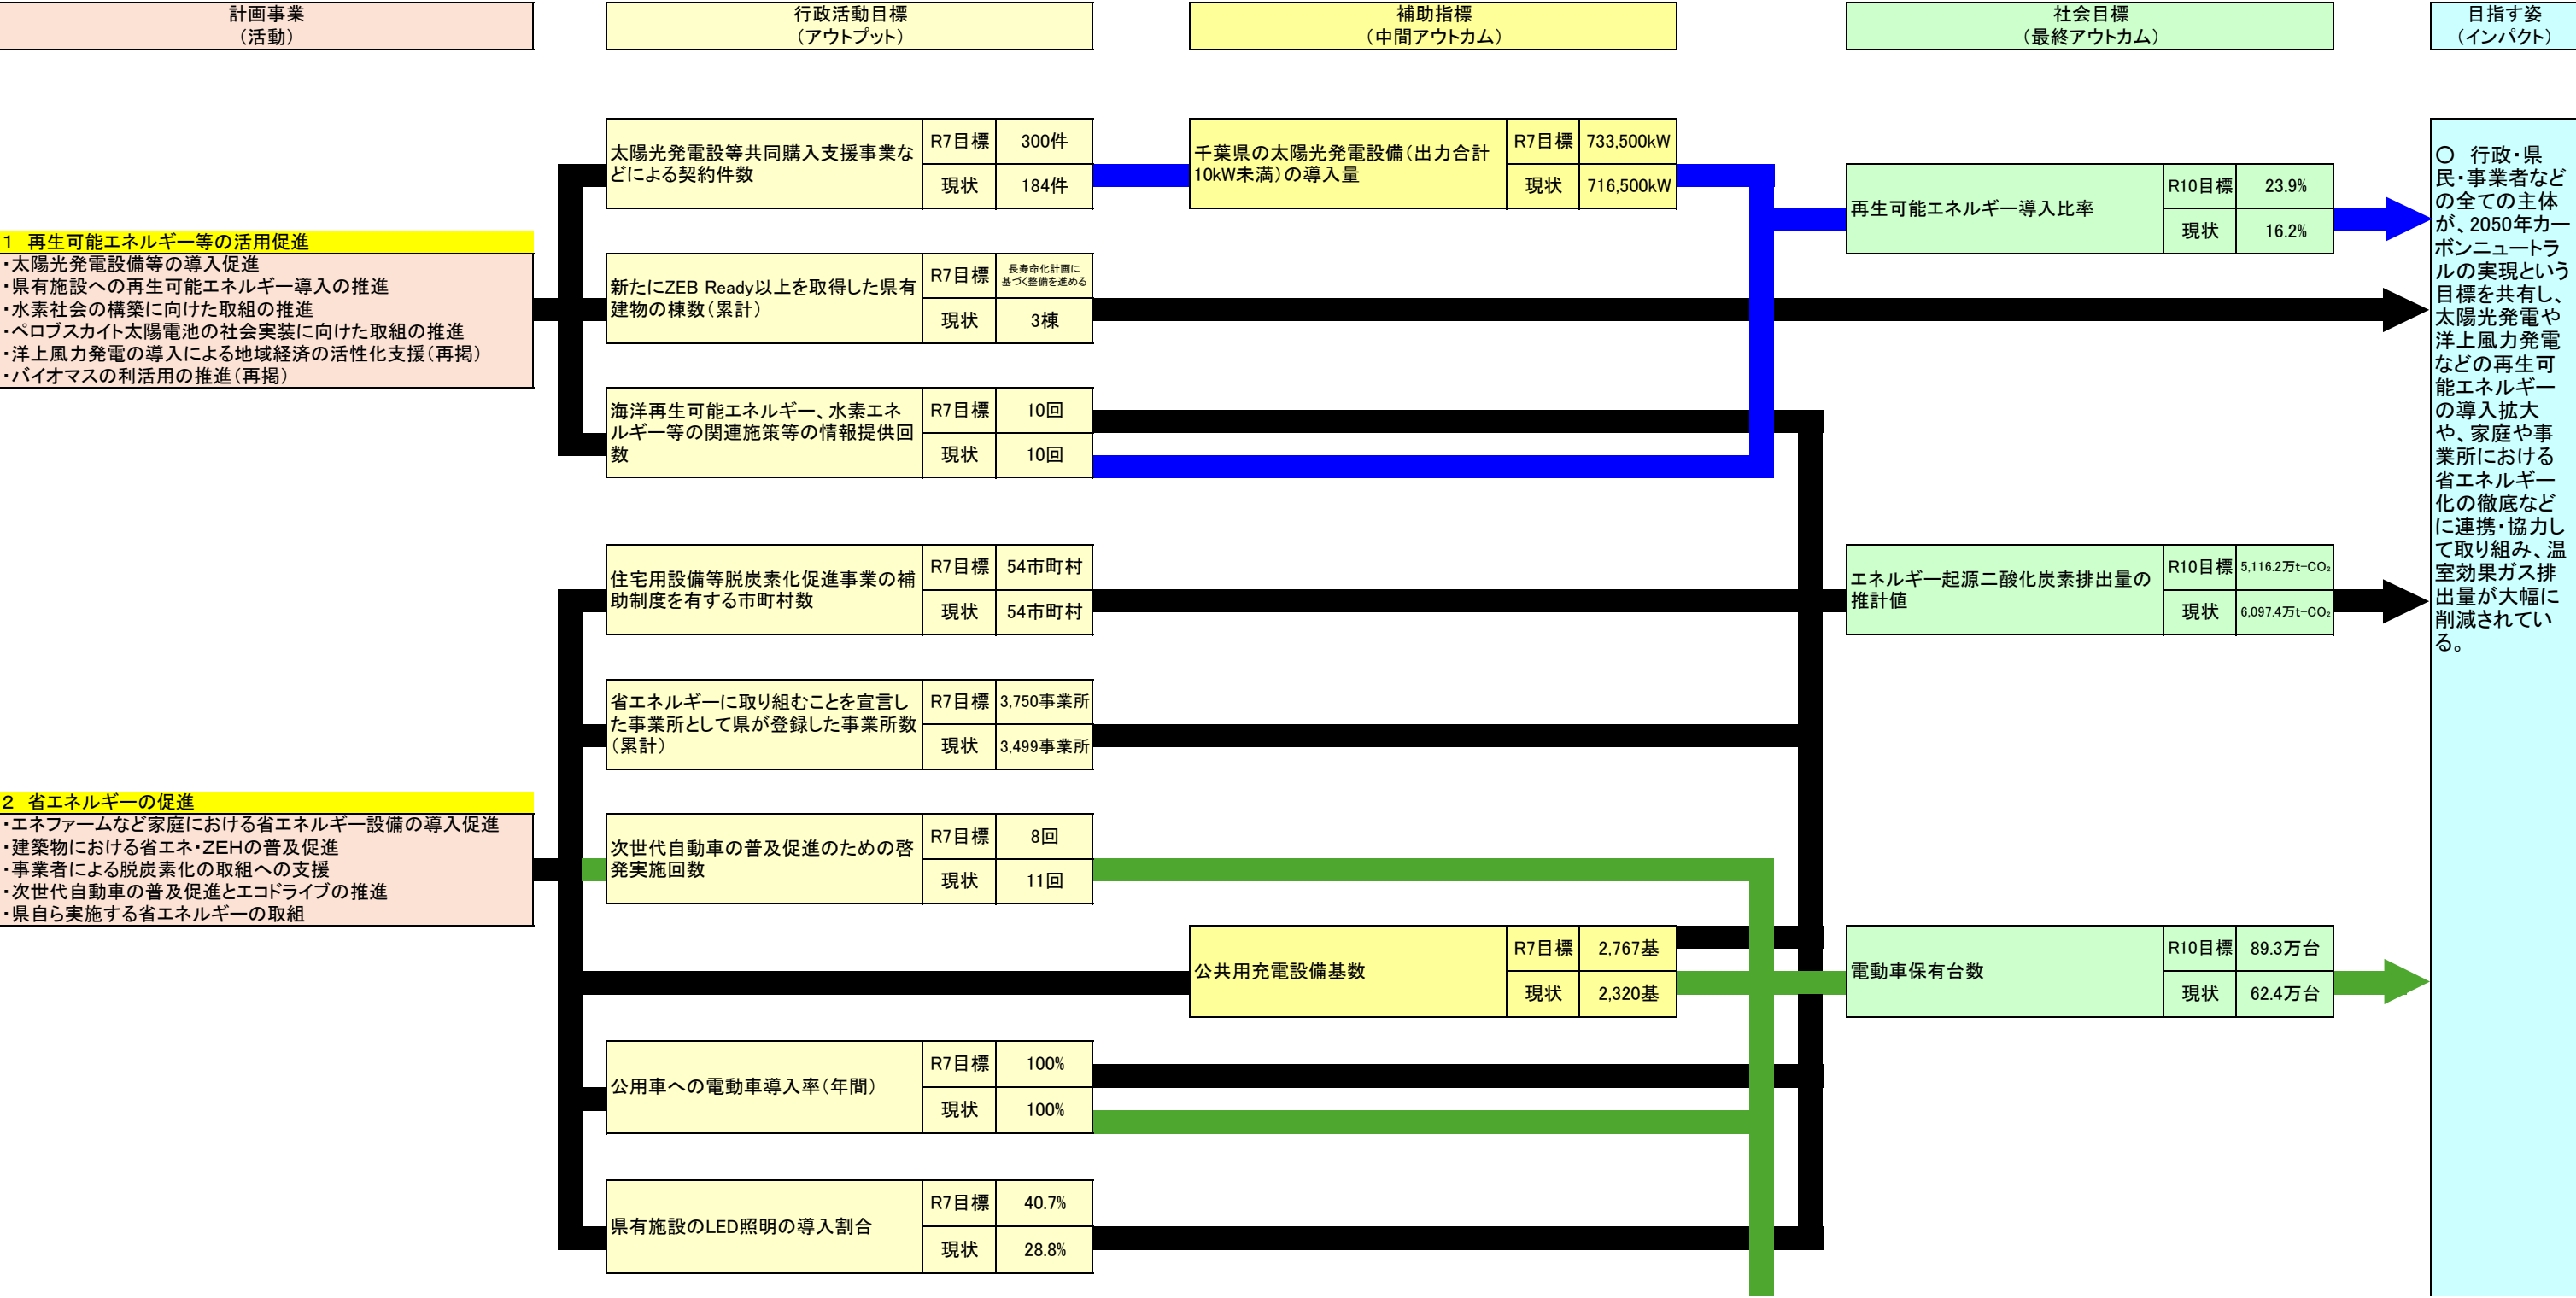 計画事業
(活動)
行政活動目標
(アウトプット)
補助指標
(中間アウトカム)
社会目標
(最終アウトカム)
目指す姿
(インパクト)
1 再生可能エネルギー等の活用促進
・太陽光発電設備等の導入促進
・県有施設への再生可能エネルギー導入の推進
・水素社会の構築に向けた取組の推進
・ペロブスカイト太陽電池の社会実装に向けた取組の推進
・洋上風力発電の導入による地域経済の活性化支援(再掲)
・バイオマスの利活用の推進(再掲)
2 省エネルギーの促進
・エネファームなど家庭における省エネルギー設備の導入促進
・建築物における省エネ・ZEHの普及促進
・事業者による脱炭素化の取組への支援
・次世代自動車の普及促進とエコドライブの推進
・県自ら実施する省エネルギーの取組
太陽光発電設等共同購入支援事業な
どによる契約件数
R7目標 300件
現状 184件
新たにZEB Ready以上を取得した県有
建物の棟数(累計)
R7目標
長寿命化計画に
基づく整備を進める
現状 3棟
海洋再生可能エネルギー、水素エネ
ルギー等の関連施策等の情報提供回
数
R7目標 10回
現状 10回
住宅用設備等脱炭素化促進事業の補
助制度を有する市町村数
R7目標 54市町村
現状 54市町村
省エネルギーに取り組むことを宣言し
た事業所として県が登録した事業所数
(累計)
R7目標 3,750事業所
現状 3,499事業所
次世代自動車の普及促進のための啓
発実施回数
R7目標 8回
現状 11回
公用車への電動車導入率(年間)
R7目標 100%
現状 100%
県有施設のLED照明の導入割合
R7目標 40.7%
現状 28.8%
千葉県の太陽光発電設備(出力合計
10kW未満)の導入量
R7目標 733,500kW
現状 716,500kW
公共用充電設備基数
R7目標 2,767基
現状 2,320基
再生可能エネルギー導入比率
R10目標 23.9%
現状 16.2%
エネルギー起源二酸化炭素排出量の
推計値
R10目標 5,116.2万t-CO₂
現状 6,097.4万t-CO₂
電動車保有台数
R10目標 89.3万台
現状 62.4万台
○ 行政・県
民・事業者など
の全ての主体
が、2050年カー
ボンニュートラ
ルの実現という
目標を共有し、
太陽光発電や
洋上風力発電
などの再生可
能エネルギー
の導入拡大
や、家庭や事
業所における
省エネルギー
化の徹底など
に連携・協力し
て取り組み、温
室効果ガス排
出量が大幅に
削減されてい
る。